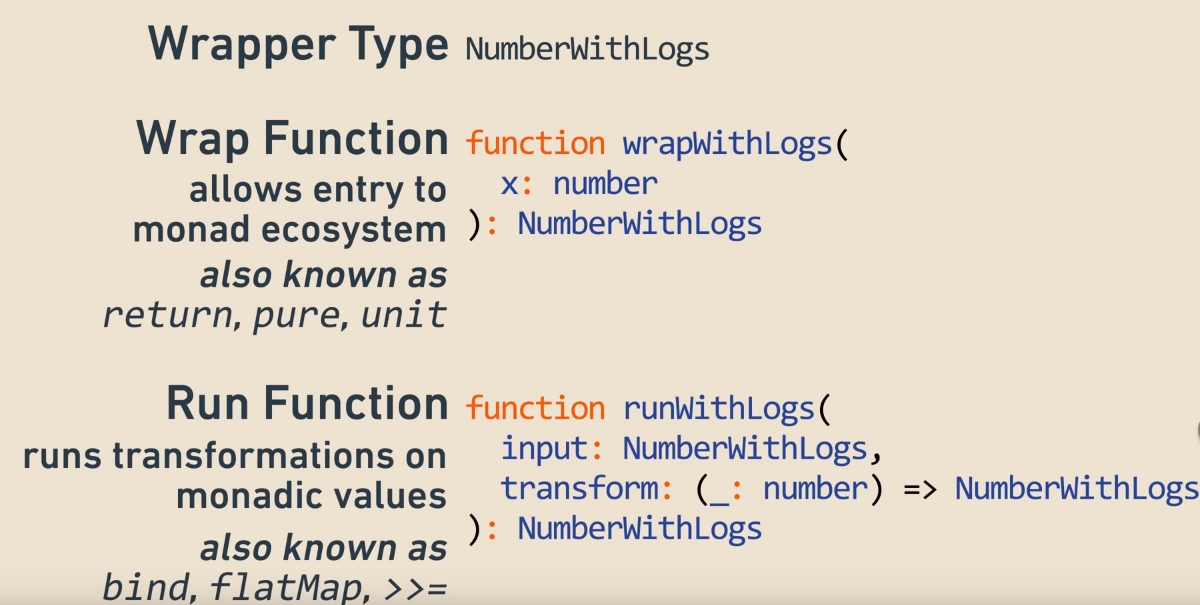 Wrapper Type NumberWithLogs
Wrap Function function wrapWithLogs(
allows entry to x: number
monad ecosystem ): NumberWithLogs
also known as
return, pure, unit
Run Function function runWithLogs(
runs transformations on input: NumberWithLogs,
monadic values transform: (_: number) => NumberWithLogs
also known as ): NumberWithLogs
bind, flatMap, >>=